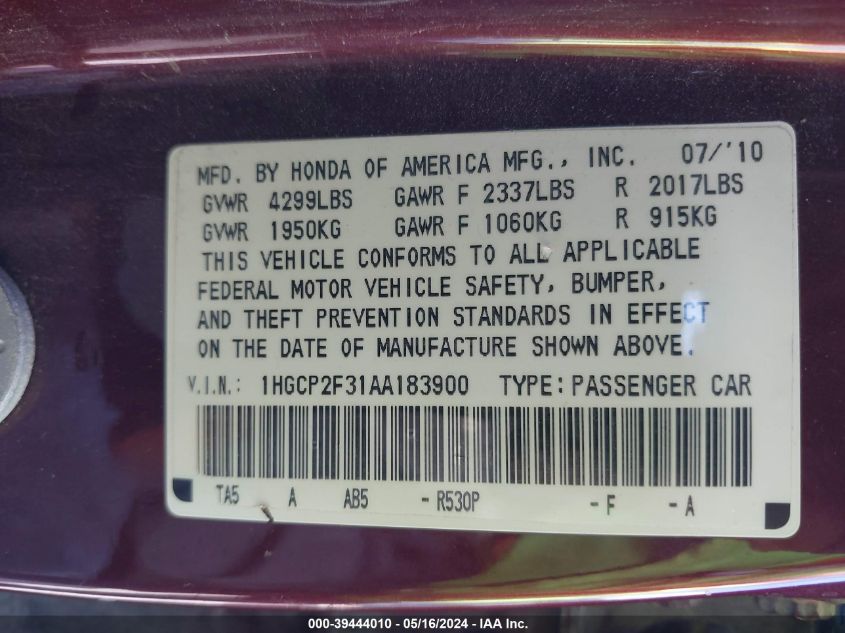 MFD. BY HONDA OF AMERICA MFG., INC. 07/'10
GVWR 4299LBS GAWR F 2337LBS R 2017LBS
GVWR 1950KG GAWR F 1060KG R 915KG
THIS VEHICLE CONFORMS TO ALL APPLICABLE
FEDERAL MOTOR VEHICLE SAFETY, BUMPER,
AND THEFT PREVENTION STANDARDS IN EFFECT
ON THE DATE OF MANUFACTURE SHOWN ABOVE.
V.I.N.: 1HGCP2F31AA183900 TYPE: PASSENGER CAR
TA5 A AB5 - R530P - F - A
000-39444010 - 05/16/2024 - IAA Inc.